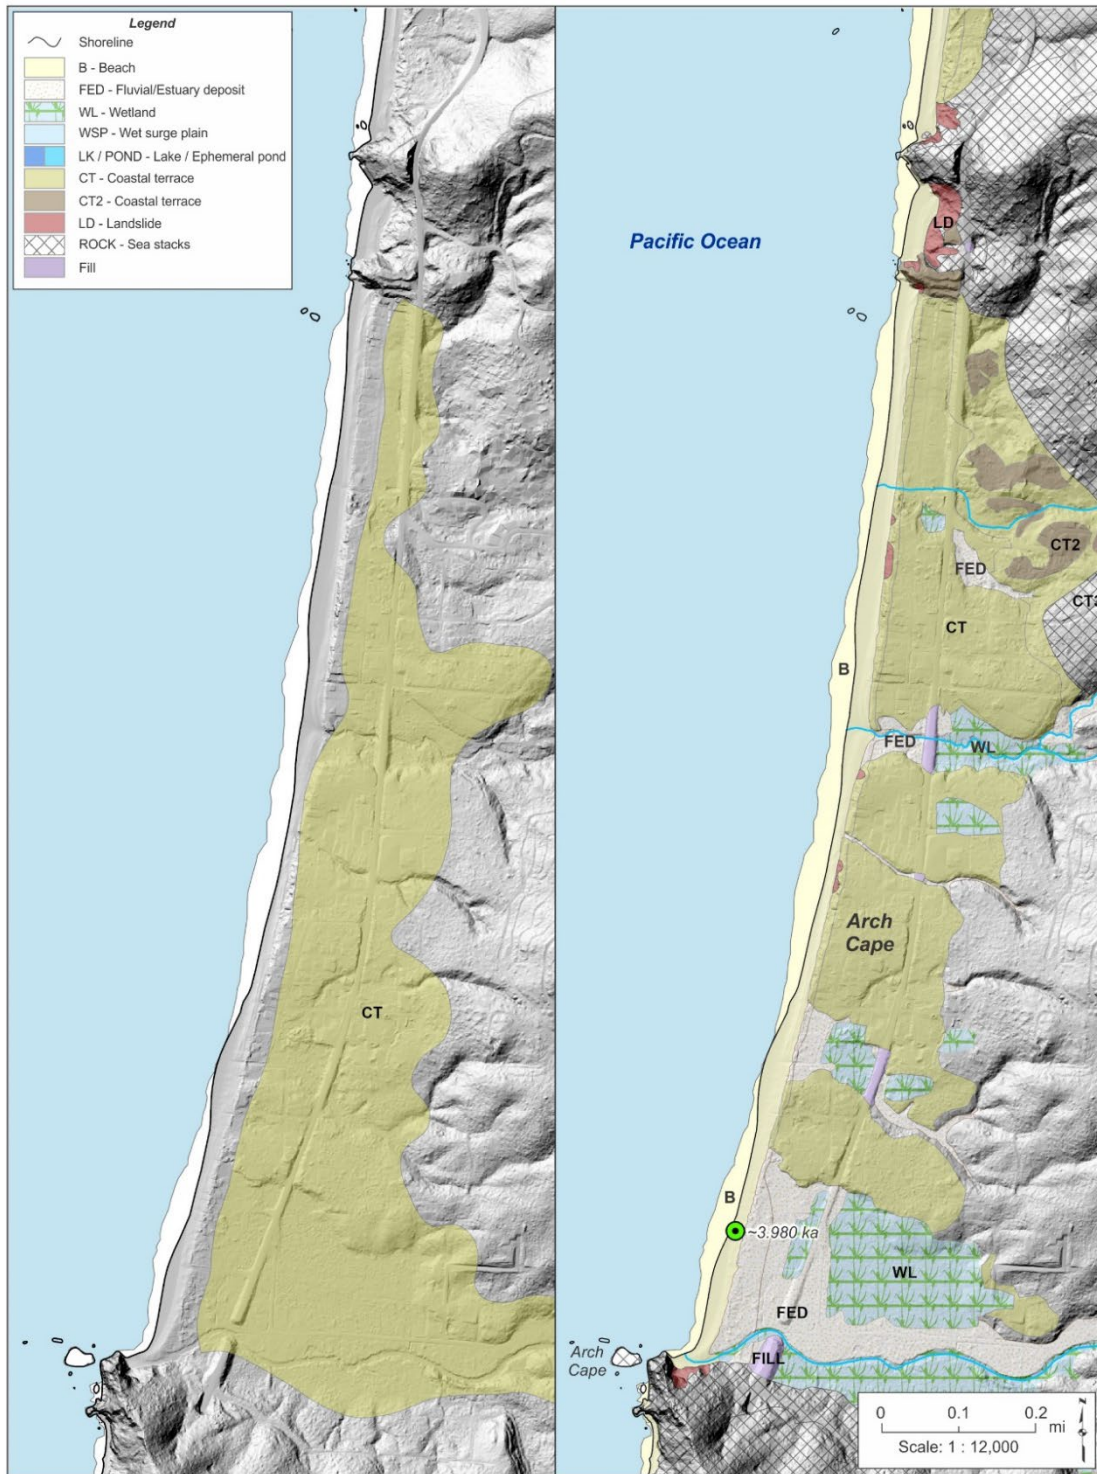 Legend
Shoreline
B - Beach
FED - Fluvial/Estuary deposit
WL - Wetland
WSP - Wet surge plain
LK / POND - Lake / Ephemeral pond
CT - Coastal terrace
CT2 - Coastal terrace
LD - Landslide
ROCK - Sea stacks
Fill
CT
Pacific Ocean
LD
CT2
FED
CT3
CT
B
FED
WL
Arch
Cape
B
~3.980 ka
WL
FED
Arch
Cape
FILL
N
0 0.1 0.2
mi
Scale: 1 : 12,000